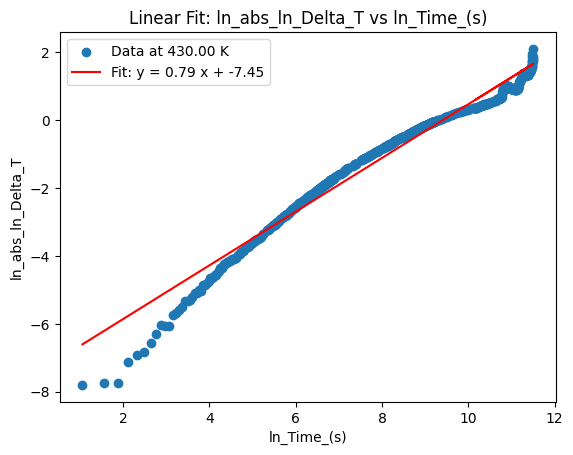 Linear Fit: ln_abs_ln_Delta_T vs ln_Time_(s)
Data at 430.00 K
Fit: y = 0.79 x + -7.45
ln_abs_ln_Delta_T
2
0
−2
−4
−6
−8
2 4 6 8 10 12
ln_Time_(s)